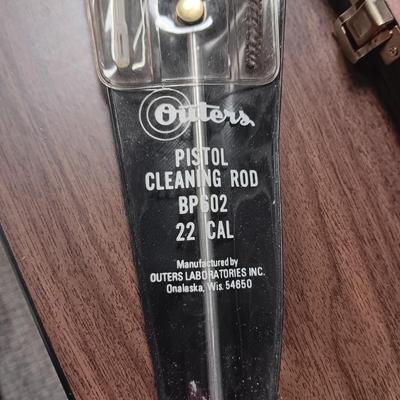 Outers
PISTOL
CLEANING ROD
BP602
22 CAL
Manufactured by
OUTERS LABORATORIES INC.
Onalaska, Wis. 54650